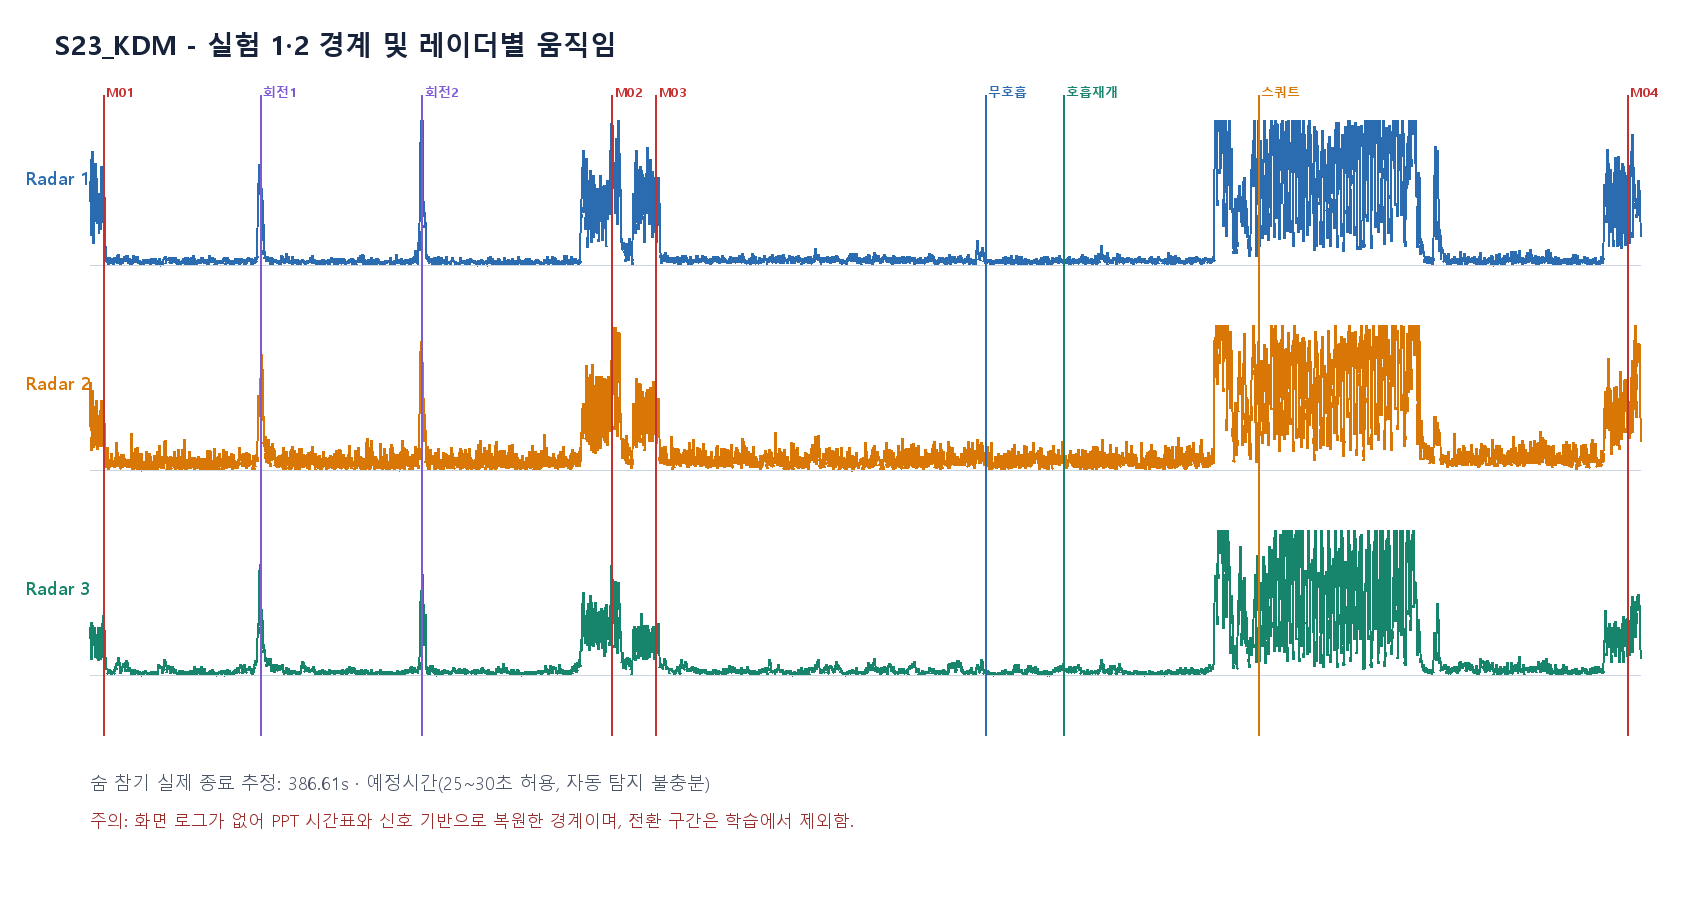 S23_KDM - 실험 1·2 경계 및 레이더별 움직임
M01 회전1 회전2 M02 M03 무호흡 호흡재개 스쿼트 M04
Radar 1
Radar 2
Radar 3
숨 참기 실제 종료 추정: 386.61s · 예정시간(25~30초 허용, 자동 탐지 불충분)
주의: 화면 로그가 없어 PPT 시간표와 신호 기반으로 복원한 경계이며, 전환 구간은 학습에서 제외함.